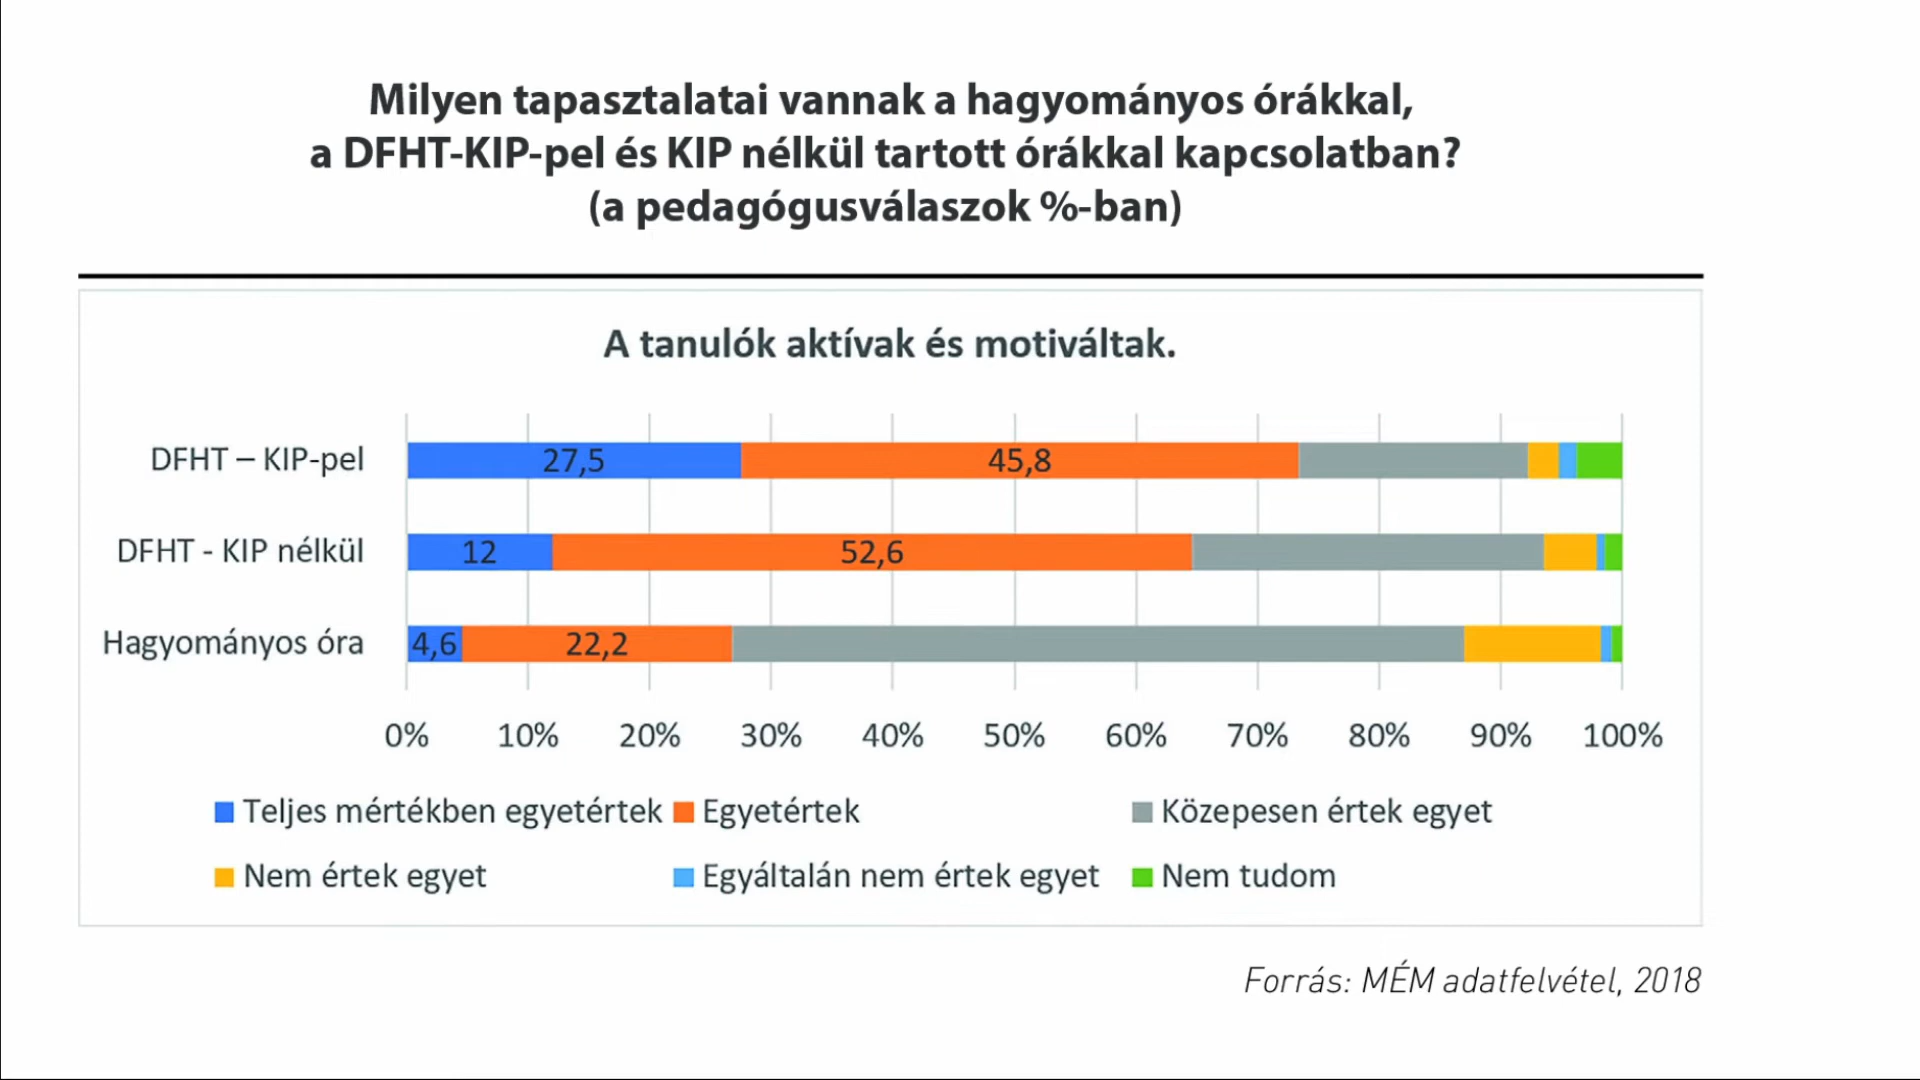 Milyen tapasztalatai vannak a hagyományos órákkal,
a DFHT-KIP-pel és KIP nélkül tartott órákkal kapcsolatban?
(a pedagógusválaszok %-ban)
A tanulók aktívak és motiváltak.
DFHT – KIP-pel 27,5 45,8
DFHT - KIP nélkül 12 52,6
Hagyományos óra 4,6 22,2
0% 10% 20% 30% 40% 50% 60% 70% 80% 90% 100%
Teljes mértékben egyetértek Egyetértek Közepesen értek egyet
Nem értek egyet Egyáltalán nem értek egyet Nem tudom
Forrás: MÉM adatfelvétel, 2018